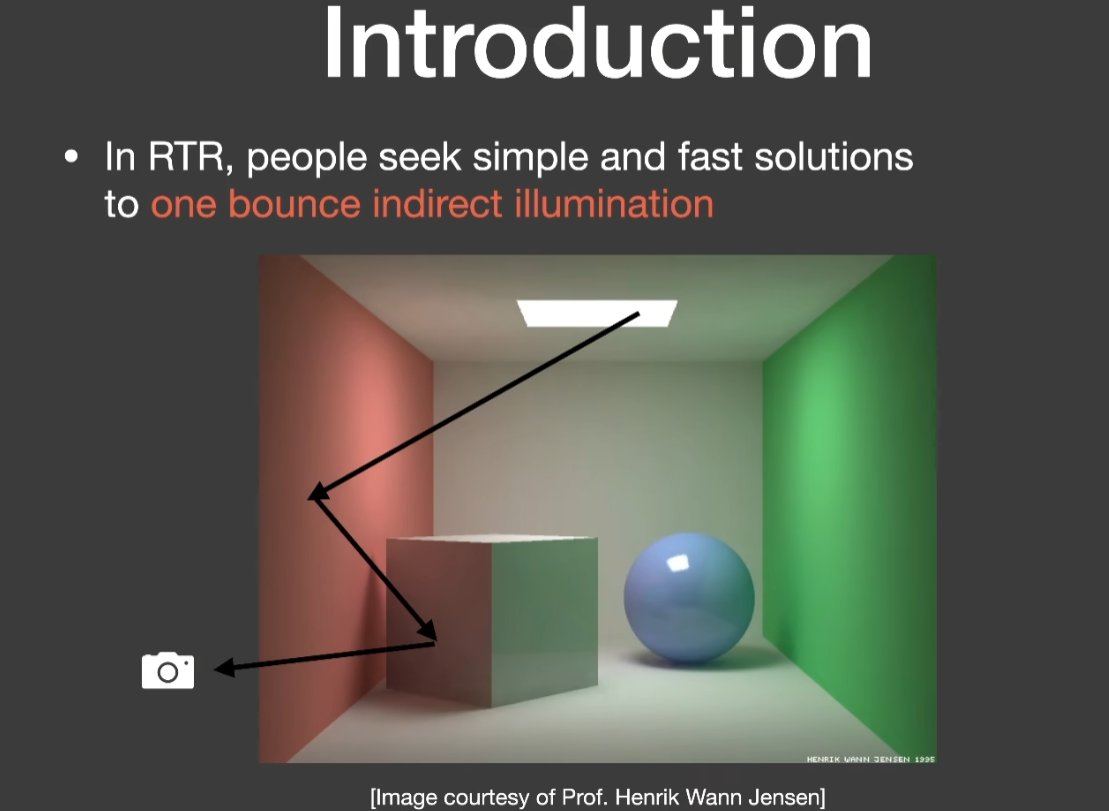 Introduction
• In RTR, people seek simple and fast solutions
to one bounce indirect illumination
HENRIK WANN JENSEN 1995
[Image courtesy of Prof. Henrik Wann Jensen]